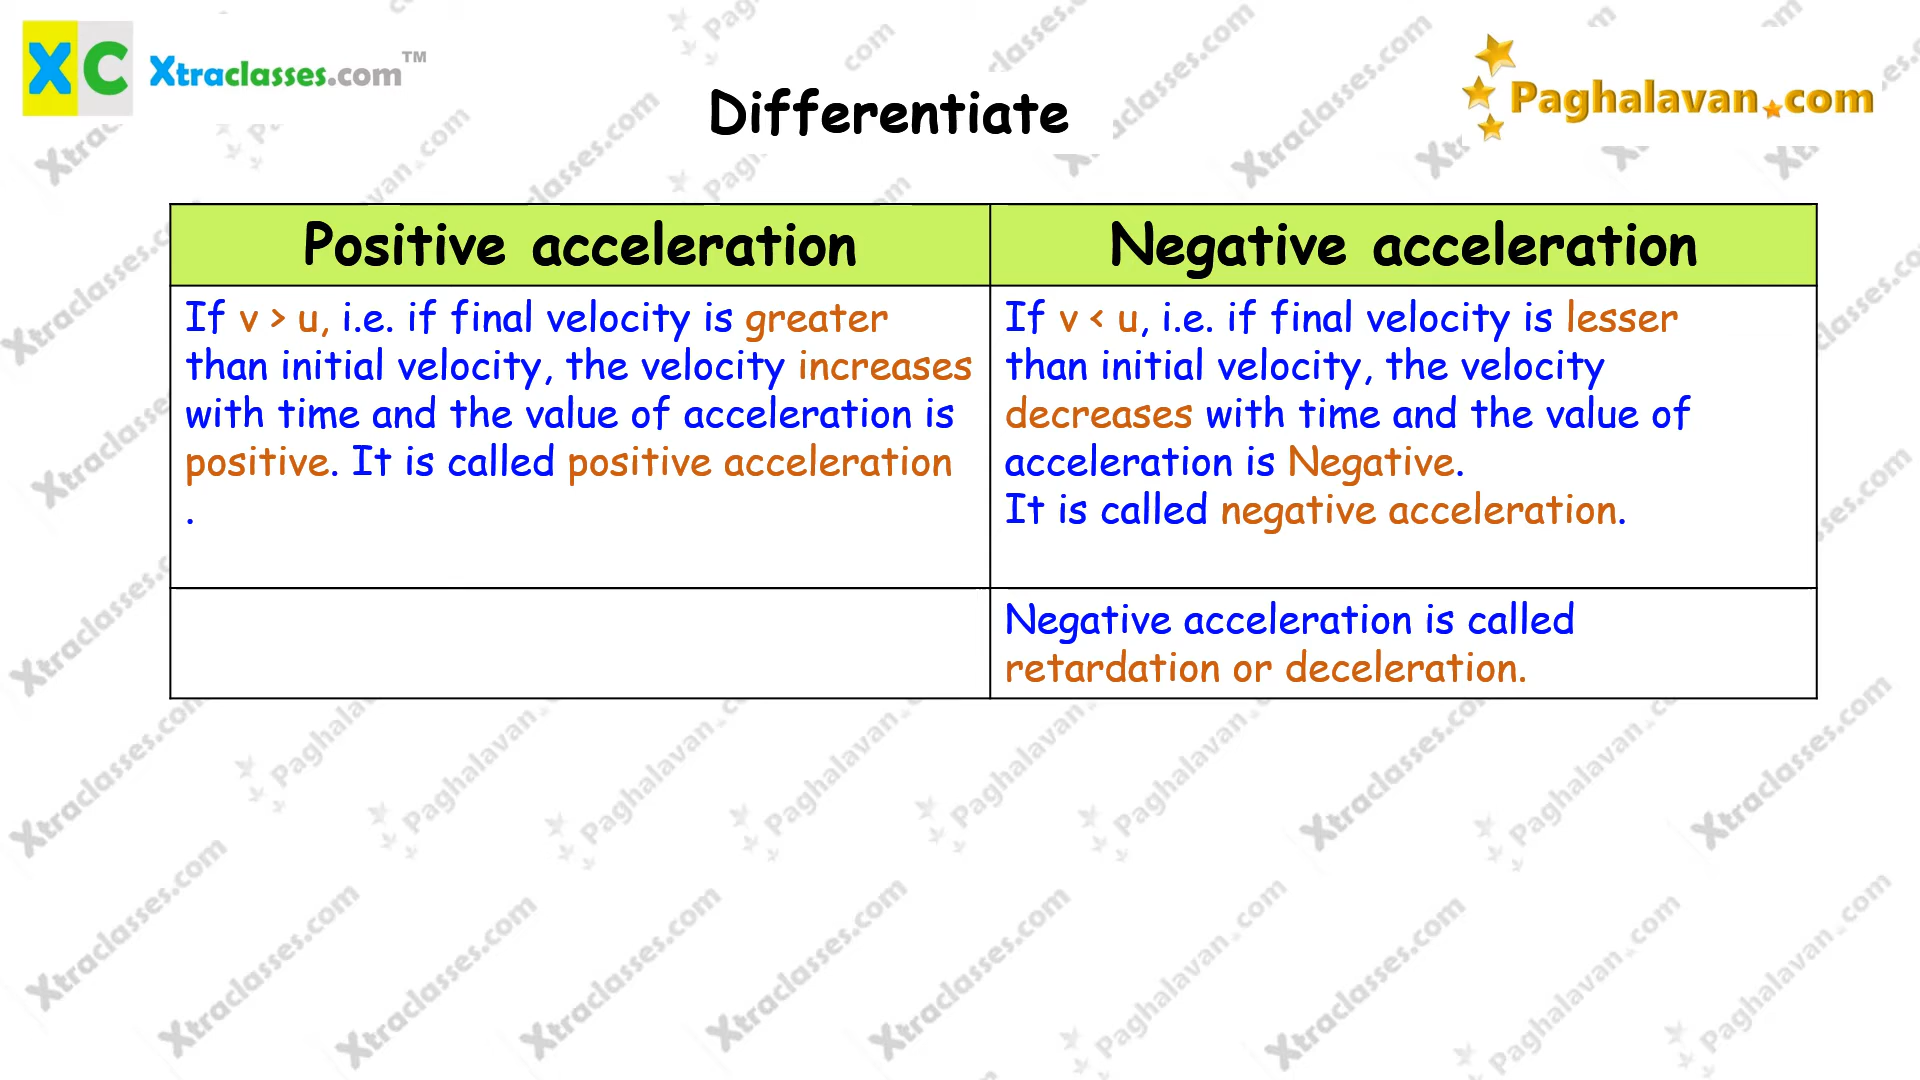 XC Xtraclasses.com™
Paghalavan.com
Differentiate
Positive acceleration
Negative acceleration
If v > u, i.e. if final velocity is greater
than initial velocity, the velocity increases
with time and the value of acceleration is
positive. It is called positive acceleration
.
If v < u, i.e. if final velocity is lesser
than initial velocity, the velocity
decreases with time and the value of
acceleration is Negative.
It is called negative acceleration.
Negative acceleration is called
retardation or deceleration.